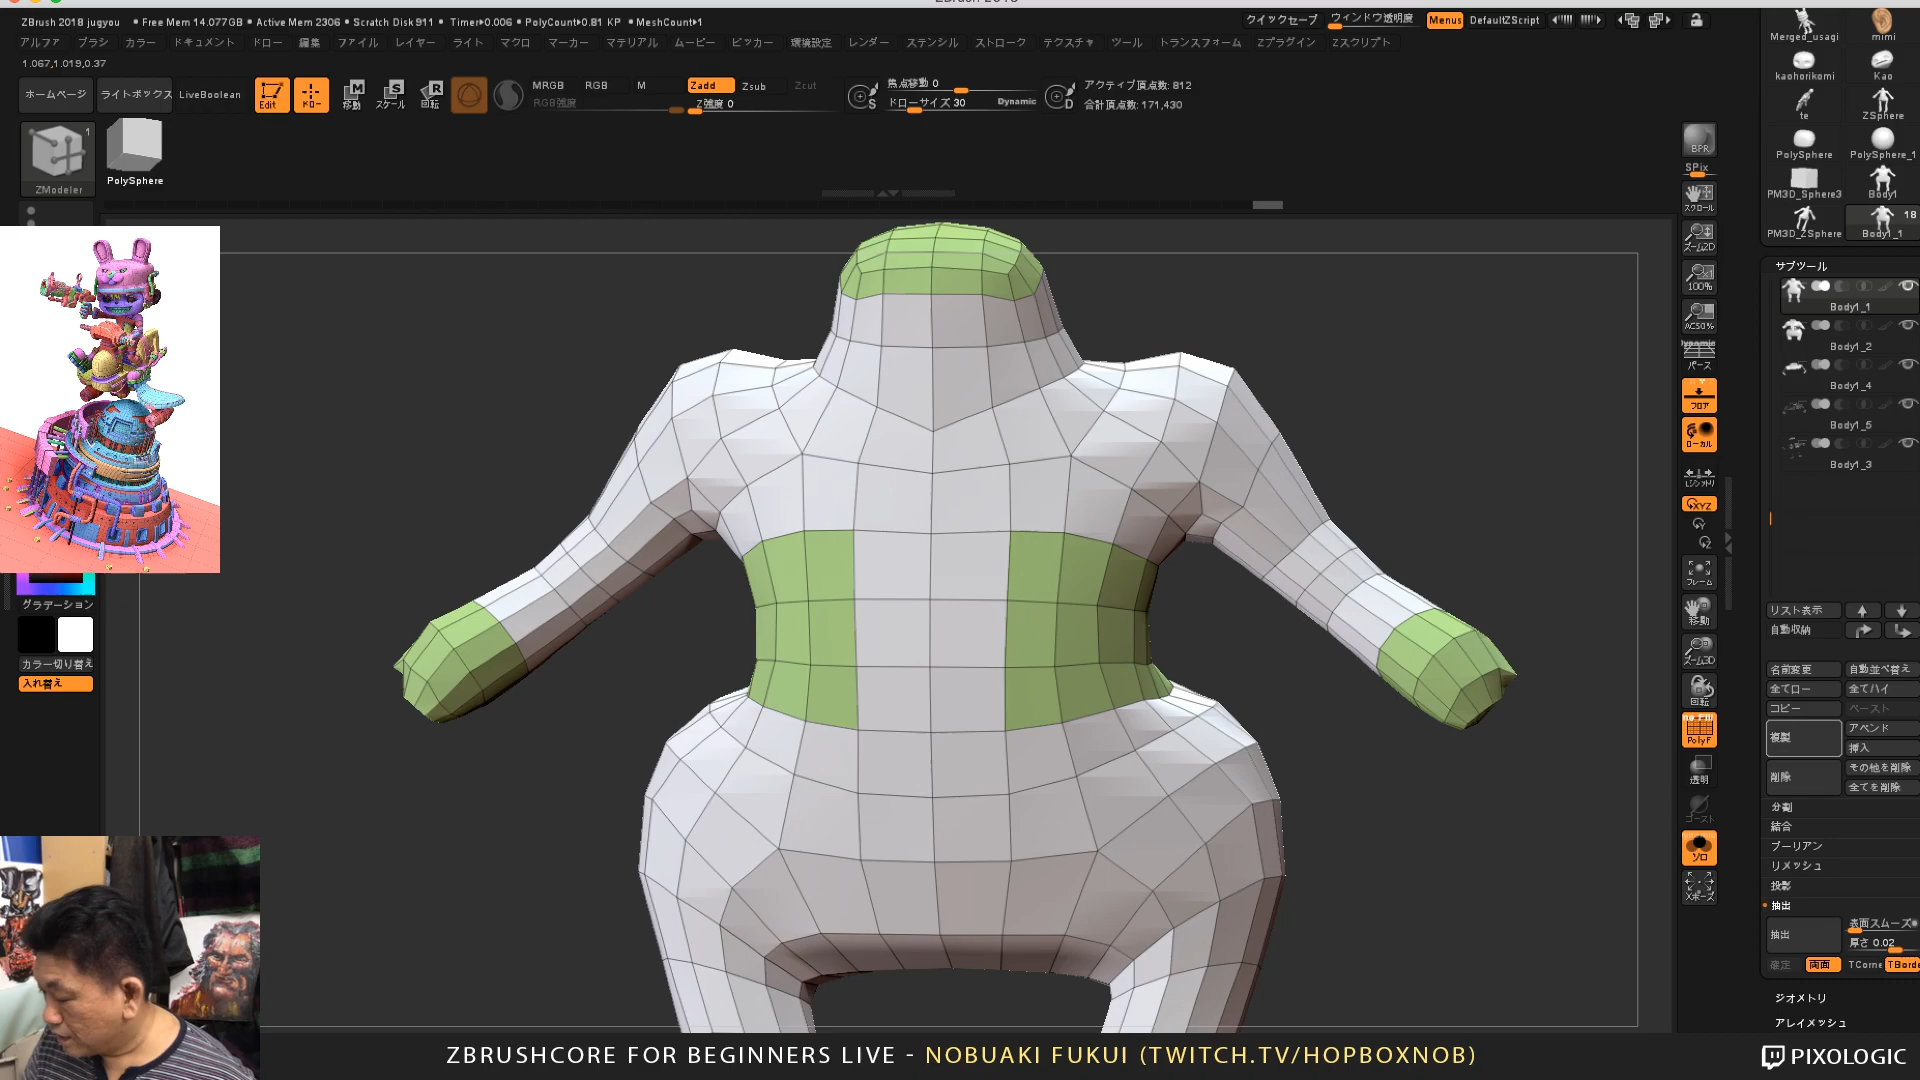 ZBrush 2018
ZBrush 2018 jugyou ● Free Mem 14.077GB ● Active Mem 2306 ● Scratch Disk 911 ● Timer▸0.006 ● PolyCount▸0.81 KP ● MeshCount▸1
クイックセーブ ウィンドウ透明度 Menus DefaultZScript
アルファ ブラシ カラー ドキュメント ドロー 編集 ファイル レイヤー ライト マクロ マーカー マテリアル ムービー ピッカー 環境設定 レンダー ステンシル ストローク テクスチャ ツール トランスフォーム Zプラグイン Zスクリプト
1.067,1.019,0.37
ホームページ ライトボックス LiveBoolean Edit ドロー 移動 スケール 回転
MRGB RGB M Zadd Zsub Zcut
RGB強度 Z強度 0
焦点移動 0
ドローサイズ 30 Dynamic
アクティブ頂点数: 812
合計頂点数: 171,430
ZModeler 1
PolySphere
グラデーション
カラー切り替え
入れ替え
BPR
SPix
スクロール
ズーム2D
100%
AC50%
Dynamic
パース
フロア
ローカル
Lシンメトリ
XYZ
フレーム
移動
ズーム3D
回転
PolyF
透明
ゴースト
ソロ
Xポーズ
Merged_usagi mimi
kaohorikomi Kao
te ZSphere
PolySphere PolySphere_1
PM3D_Sphere3 Body1
18
PM3D_ZSphere Body1_1
サブツール
Body1_1
Body1_2
Body1_4
Body1_5
Body1_3
リスト表示
自動収納
名前変更 自動並べ替え
全てロー 全てハイ
コピー ペースト
複製 アペンド
挿入
削除 その他を削除
全てを削除
分割
結合
ブーリアン
リメッシュ
投影
抽出
抽出 表面スムーズ
厚さ 0.02
確定 両面 TCorne TBorde
ジオメトリ
アレイメッシュ
ZBRUSHCORE FOR BEGINNERS LIVE - NOBUAKI FUKUI (TWITCH.TV/HOPBOXNOB)
PIXOLOGIC